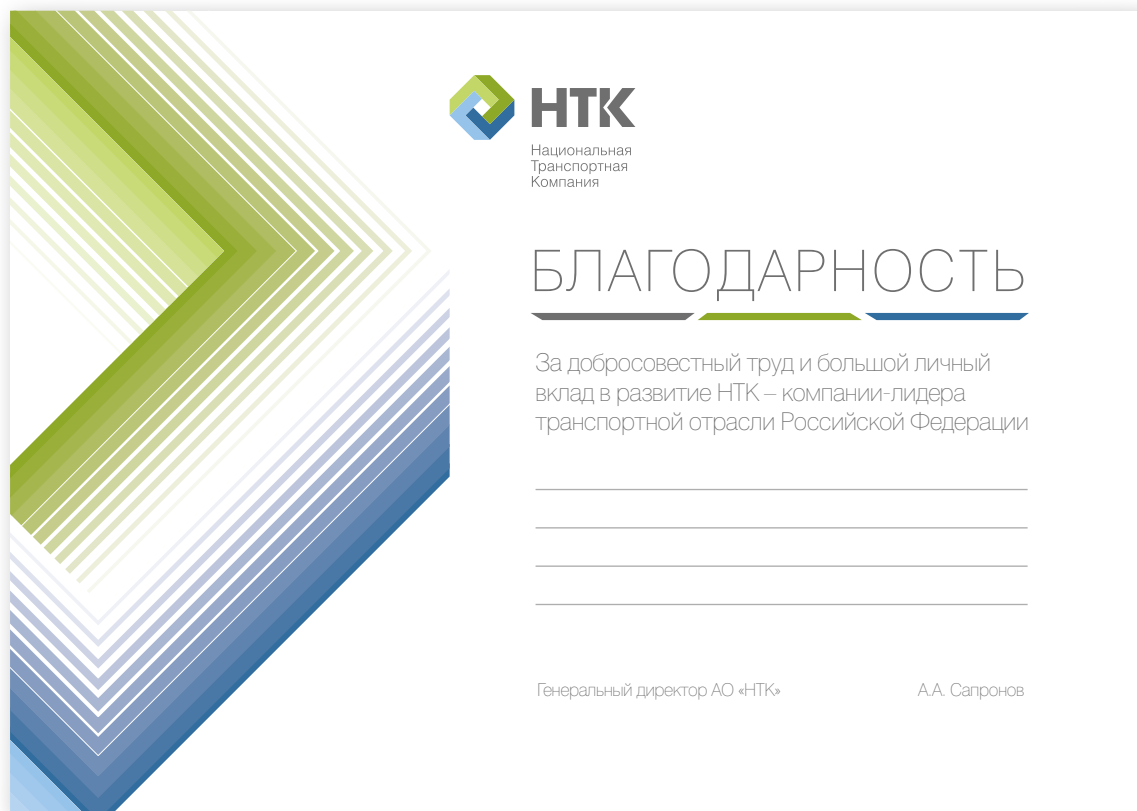 НТК
Национальная
Транспортная
Компания
БЛАГОДАРНОСТЬ
За добросовестный труд и большой личный
вклад в развитие НТК – компании-лидера
транспортной отрасли Российской Федерации
Генеральный директор АО «НТК» А.А. Сапронов